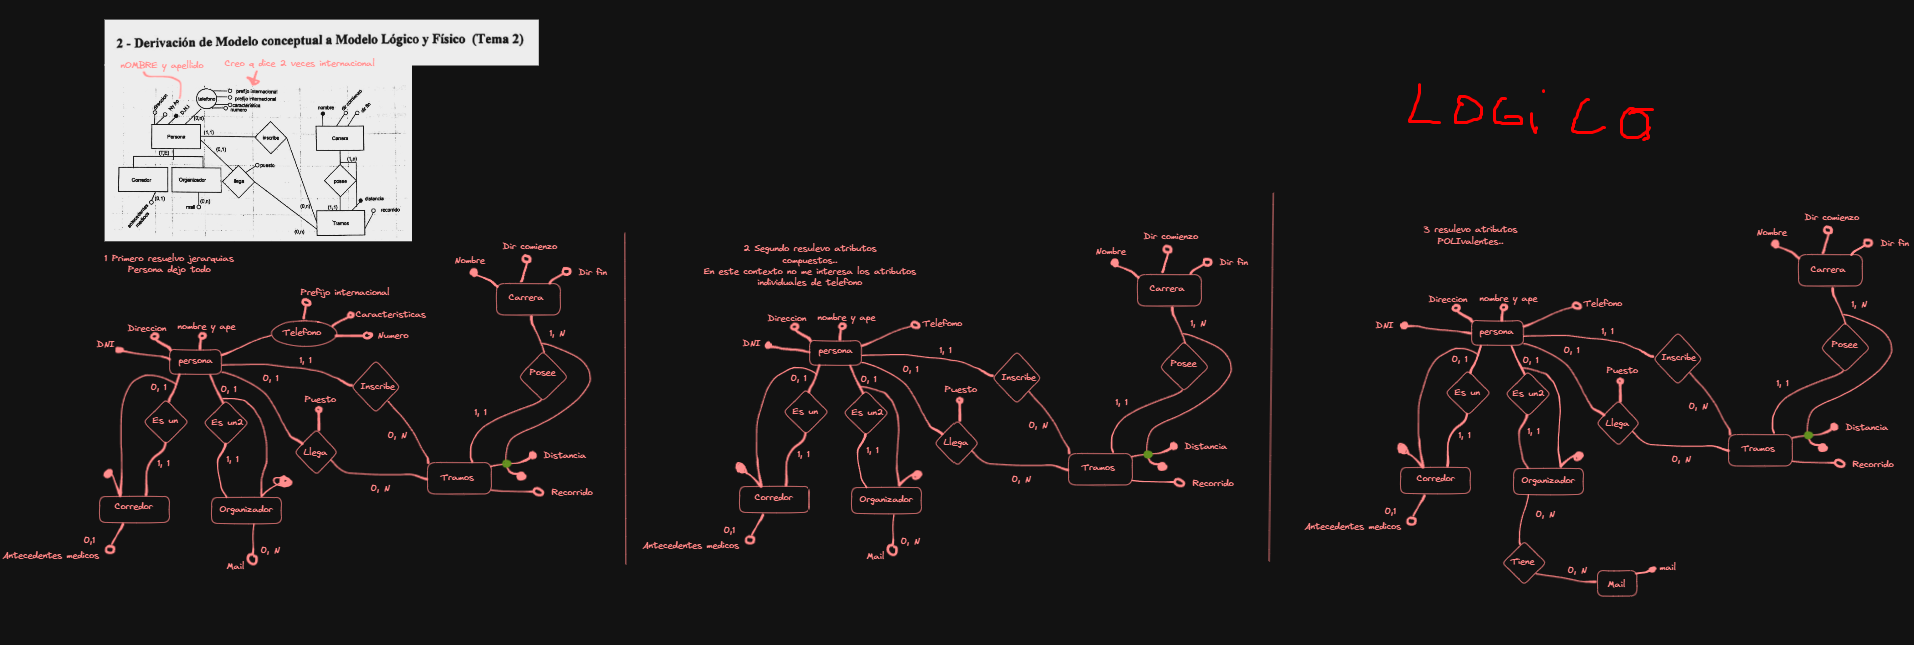 2 - Derivación de Modelo conceptual a Modelo Lógico y Físico  (Tema 2)
nOMBRE y apellido
Creo q dice 2 veces internacional
direccion
Ny Ap
D.N.I
telefono
prefijo internacional
prefijo internacional
caracteristica
numero
(0,n)
Persona
(1,1)
inscribe
(0,1)
nombre
dir comienzo
dir fin
Carrera
(1,n)
posee
puesto
llega
Corredor
Organizador
(0,1)
(0,n)
mail
antecedentes
medicos
(0,n)
(1,1)
distancia
recorrido
Tramos
(0,n)
LOGiCO
1 Primero resuelvo jerarquias
Persona dejo todo
Nombre
Dir comienzo
Dir fin
Carrera
1, N
Posee
1, 1
Prefijo internacional
Caracteristicas
Telefono
Numero
Direccion
nombre y ape
DNI
persona
1, 1
Inscribe
0, 1
0, 1
0, 1
Puesto
Es un
Es un2
Llega
0, N
1, 1
1, 1
0, N
Tramos
Distancia
Recorrido
Corredor
Organizador
0,1
Antecedentes medicos
0, N
Mail
2 Segundo resulevo atributos
compuestos..
En este contexto no me interesa los atributos
individuales de telefono
Nombre
Dir comienzo
Dir fin
Carrera
1, N
Posee
1, 1
Direccion
nombre y ape
Telefono
DNI
persona
1, 1
Inscribe
0, 1
0, 1
0, 1
Puesto
Es un
Es un2
Llega
0, N
1, 1
1, 1
0, N
Tramos
Distancia
Recorrido
Corredor
Organizador
0,1
Antecedentes medicos
0, N
Mail
3 resulevo atributos
POLIvalentes..
Nombre
Dir comienzo
Dir fin
Carrera
1, N
Posee
1, 1
Direccion
nombre y ape
Telefono
DNI
persona
1, 1
Inscribe
0, 1
0, 1
0, 1
Puesto
Es un
Es un2
Llega
0, N
1, 1
1, 1
0, N
Tramos
Distancia
Recorrido
Corredor
Organizador
0,1
Antecedentes medicos
0, N
Tiene
0, N
Mail
mail